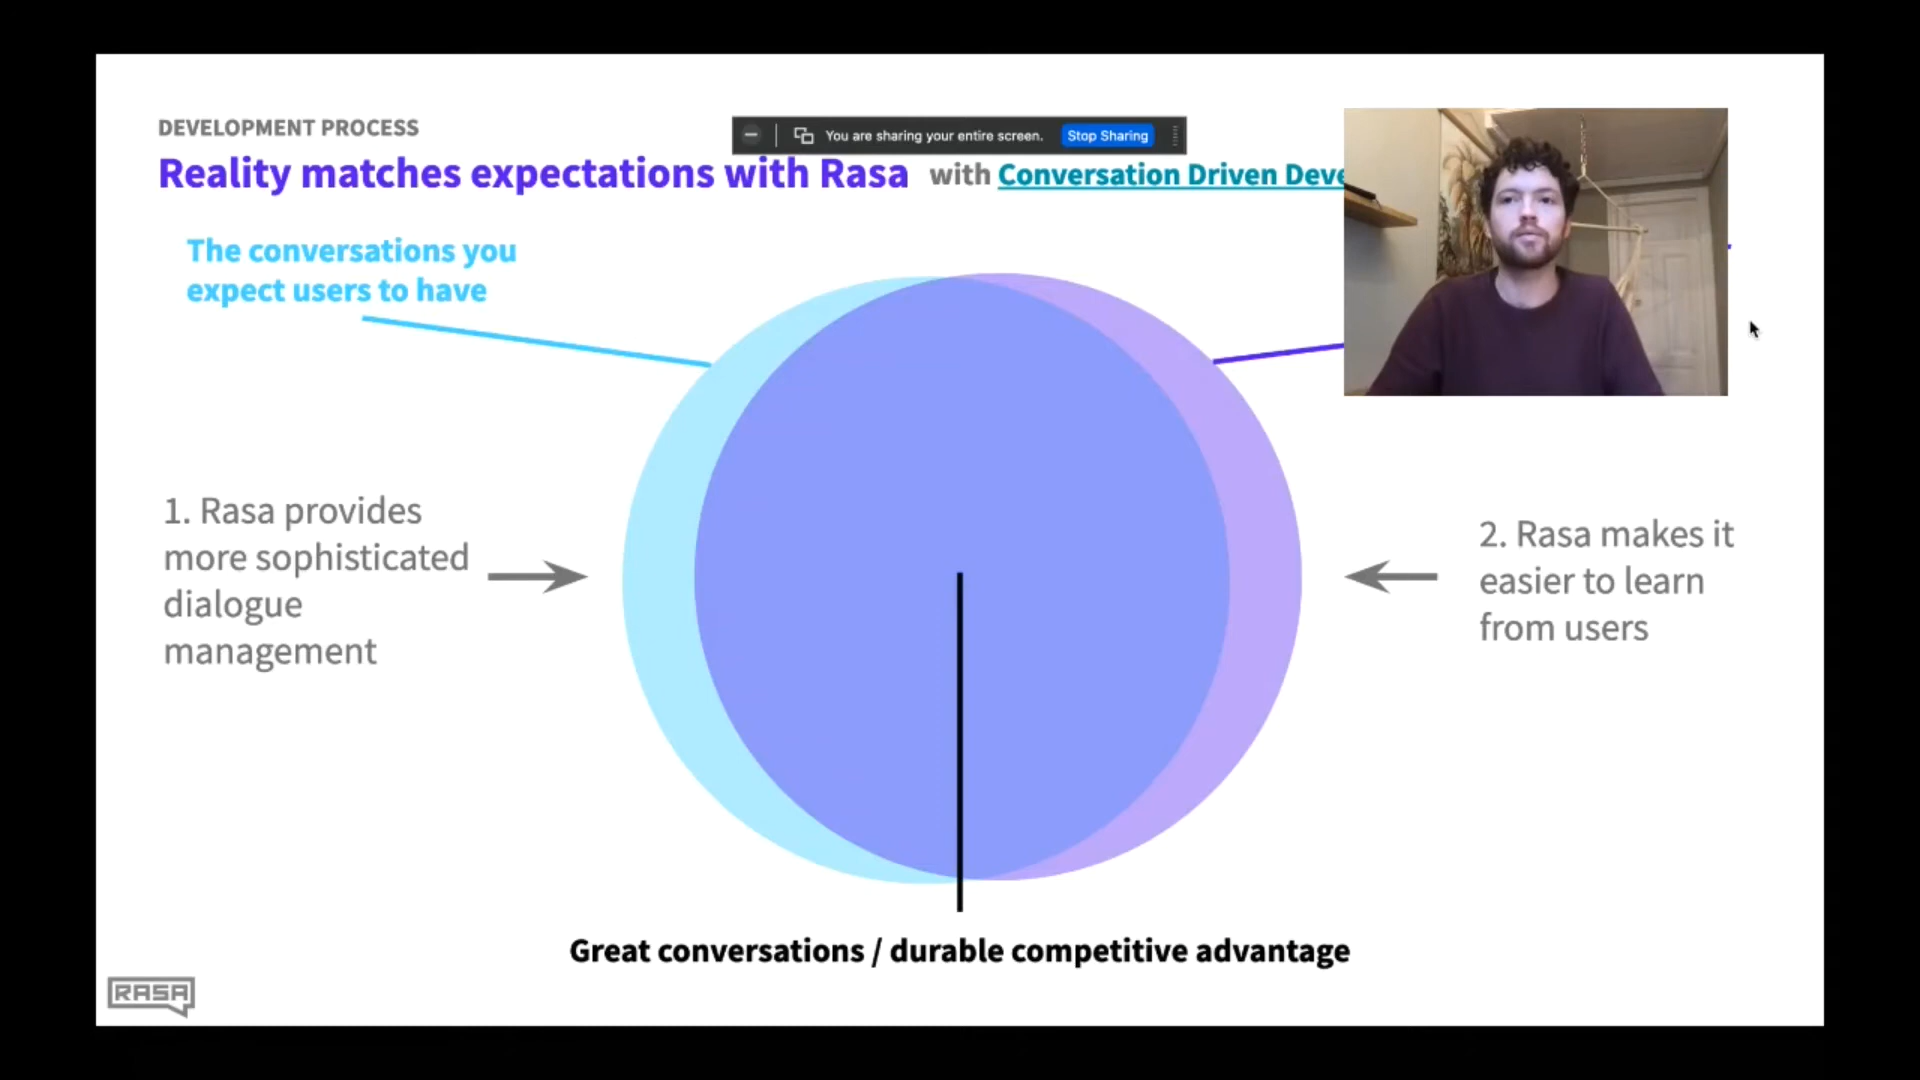 DEVELOPMENT PROCESS
You are sharing your entire screen.
Stop Sharing
Reality matches expectations with Rasa with Conversation Driven Deve
The conversations you
expect users to have
1. Rasa provides
more sophisticated
dialogue
management
2. Rasa makes it
easier to learn
from users
Great conversations / durable competitive advantage
RASA